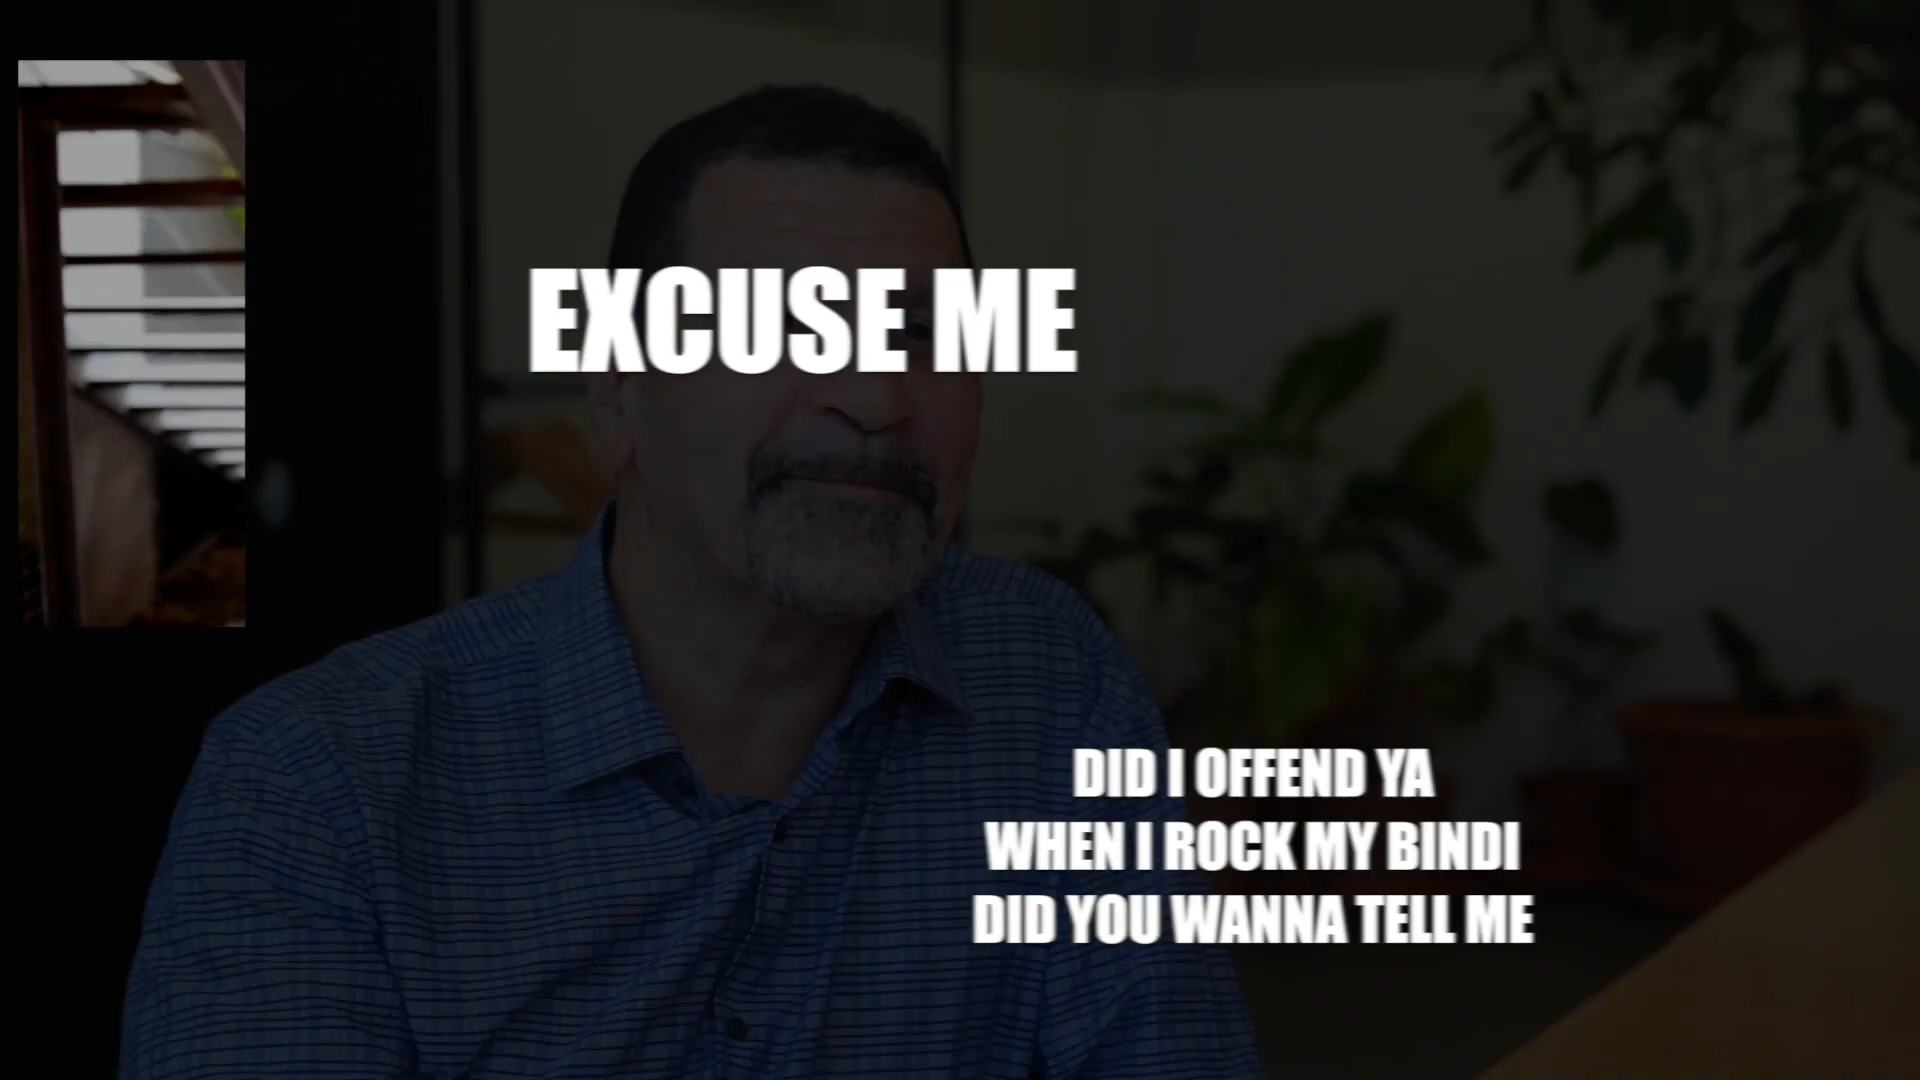 EXCUSE ME
DID I OFFEND YA
WHEN I ROCK MY BINDI
DID YOU WANNA TELL ME